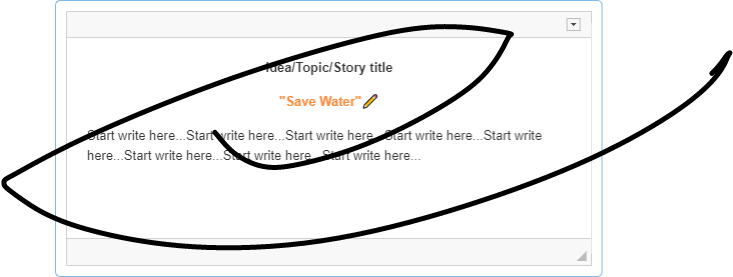 Idea/Topic/Story title
"Save Water"
Start write here...Start write here...Start write here...Start write here...Start write
here...Start write here...Start write here...Start write here...